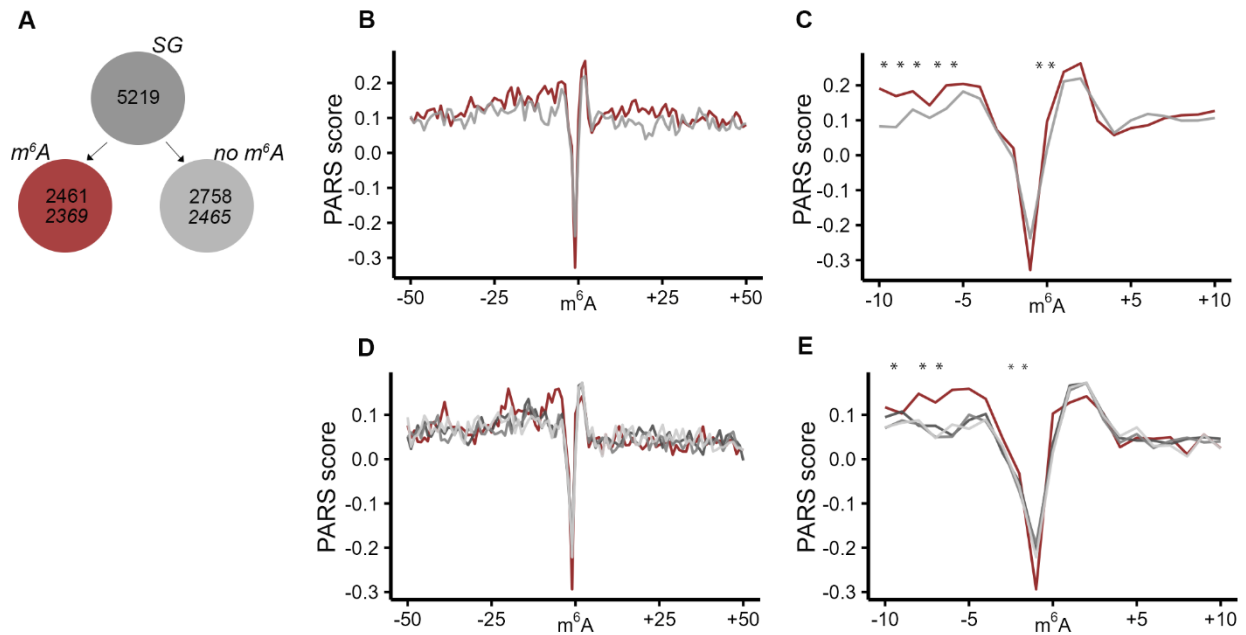 A
SG
5219
m⁶A
no m⁶A
2461
2369
2758
2465
B
PARS score
0.2
0.1
0.0
-0.1
-0.2
-0.3
-50
-25
m⁶A
+25
+50
C
* * * * * **
PARS score
0.2
0.1
0.0
-0.1
-0.2
-0.3
-10
-5
m⁶A
+5
+10
D
PARS score
0.1
0.0
-0.1
-0.2
-0.3
-50
-25
m⁶A
+25
+50
E
* * * * *
PARS score
0.1
0.0
-0.1
-0.2
-0.3
-10
-5
m⁶A
+5
+10